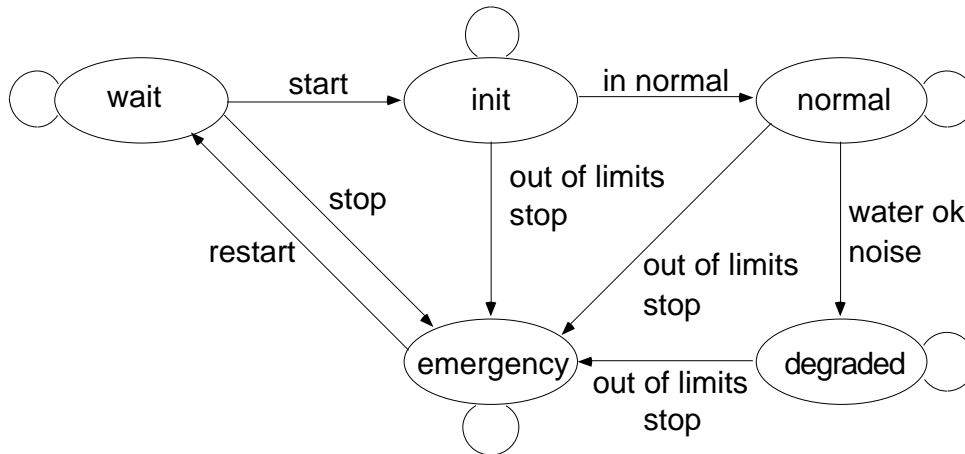 wait
start
init
in normal
normal
stop
out of limits
stop
water ok
noise
restart
out of limits
stop
emergency
out of limits
stop
degraded